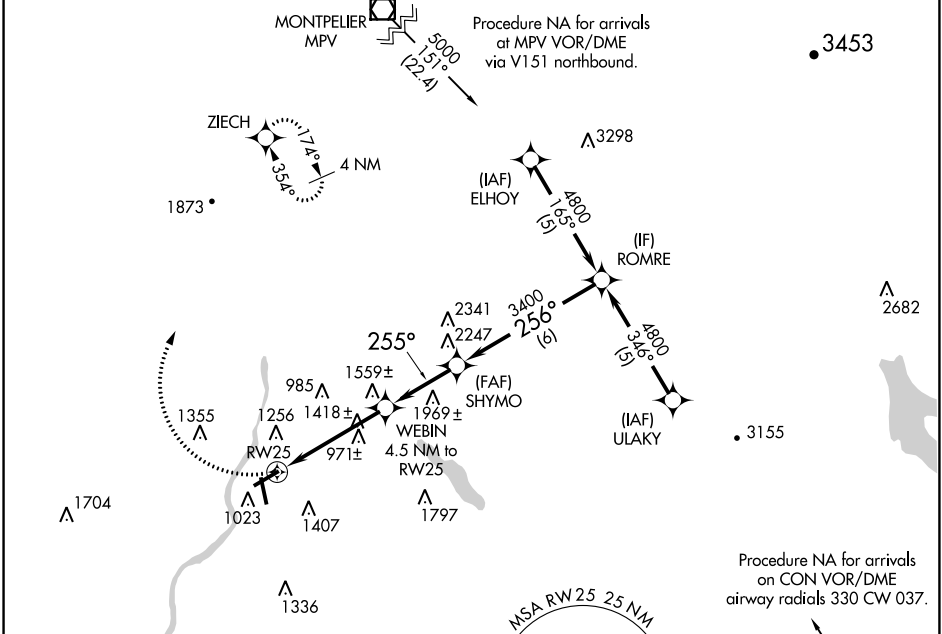 MONTPELIER
MPV
5000
151°
(22.4)
Procedure NA for arrivals
at MPV VOR/DME
via V151 northbound.
3453
ZIECH
174°
354°
4 NM
3298
(IAF)
ELHOY
4800
165°
(5)
1873
(IF)
ROMRE
2682
3400
256°
(6)
2341
2247
255°
4800
346°
(5)
(FAF)
SHYMO
1559±
985
1418±
1969±
(IAF)
ULAKY
3155
1355
1256
971±
WEBIN
4.5 NM to
RW25
RW25
1704
1023
1407
1797
1336
Procedure NA for arrivals
on CON VOR/DME
airway radials 330 CW 037.
MSA RW25 25 NM